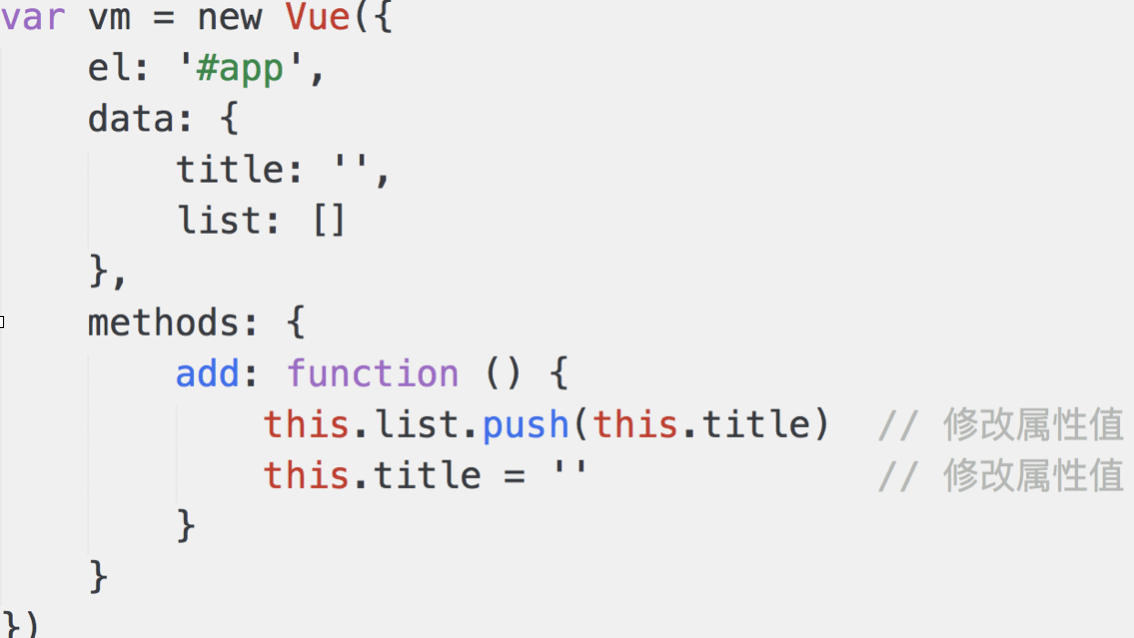 var vm = new Vue({
    el: '#app',
    data: {
        title: '',
        list: []
    },
    methods: {
        add: function () {
            this.list.push(this.title)  // 修改属性值
            this.title = ''             // 修改属性值
        }
    }
})